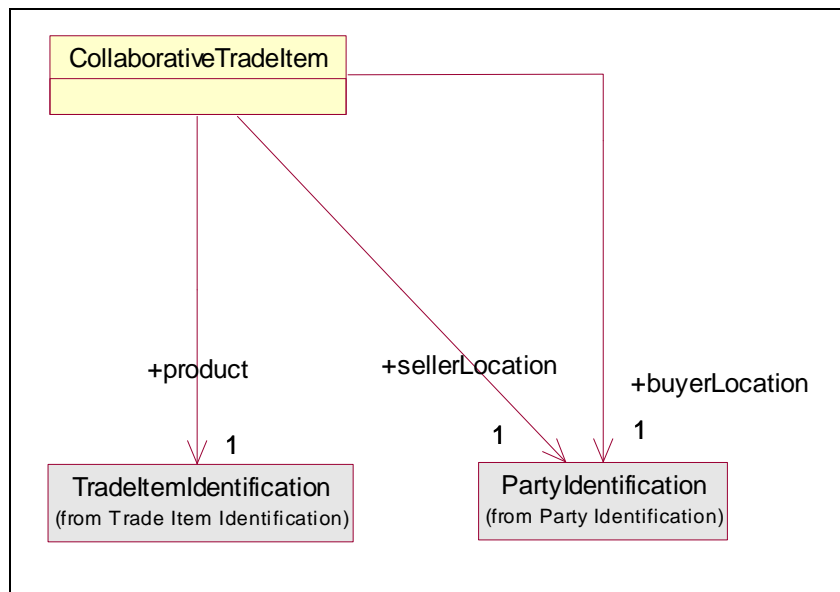 CollaborativeTradeItem
+product
+sellerLocation
+buyerLocation
1
1
1
TradeItemIdentification
(from Trade Item Identification)
PartyIdentification
(from Party Identification)